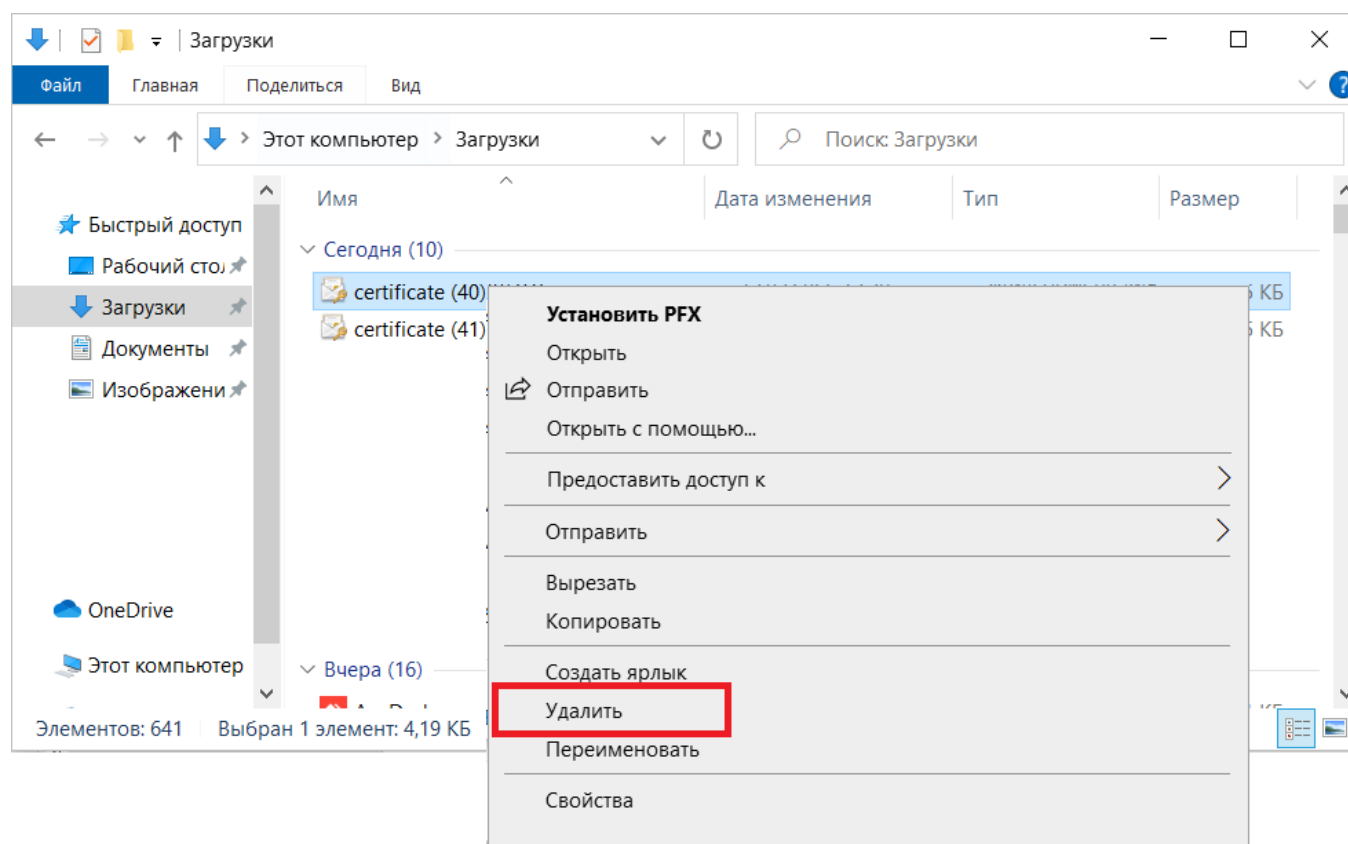 Загрузки
Файл Главная Поделиться Вид
Этот компьютер Загрузки Поиск: Загрузки
Имя Дата изменения Тип Размер
Быстрый доступ
Рабочий сто
Загрузки
Документы
Изображени
OneDrive
Этот компьютер
Сегодня (10)
certificate (40)
КБ
certificate (41)
КБ
Вчера (16)
Установить PFX
Открыть
Отправить
Открыть с помощью...
Предоставить доступ к
Отправить
Вырезать
Копировать
Создать ярлык
Удалить
Переименовать
Свойства
Элементов: 641 Выбран 1 элемент: 4,19 КБ